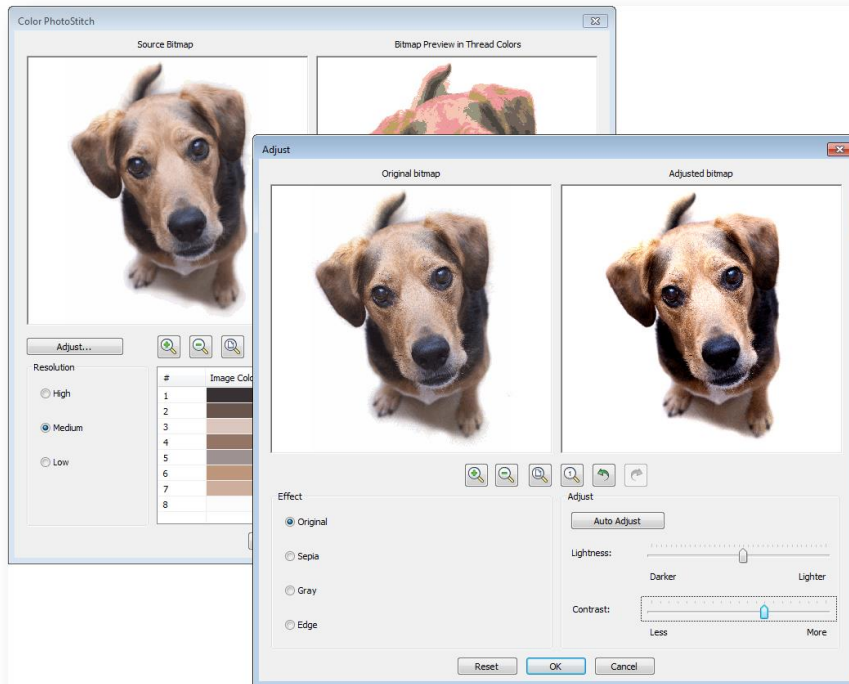 Color PhotoStitch
Source Bitmap
Bitmap Preview in Thread Colors
Adjust...
Resolution
High
Medium
Low
#
1
2
3
4
5
6
7
8
Image
Adjust
Original bitmap
Adjusted bitmap
1
Effect
Original
Sepia
Gray
Edge
Adjust
Auto Adjust
Lightness:
Darker
Lighter
Contrast:
Less
More
Reset
OK
Cancel